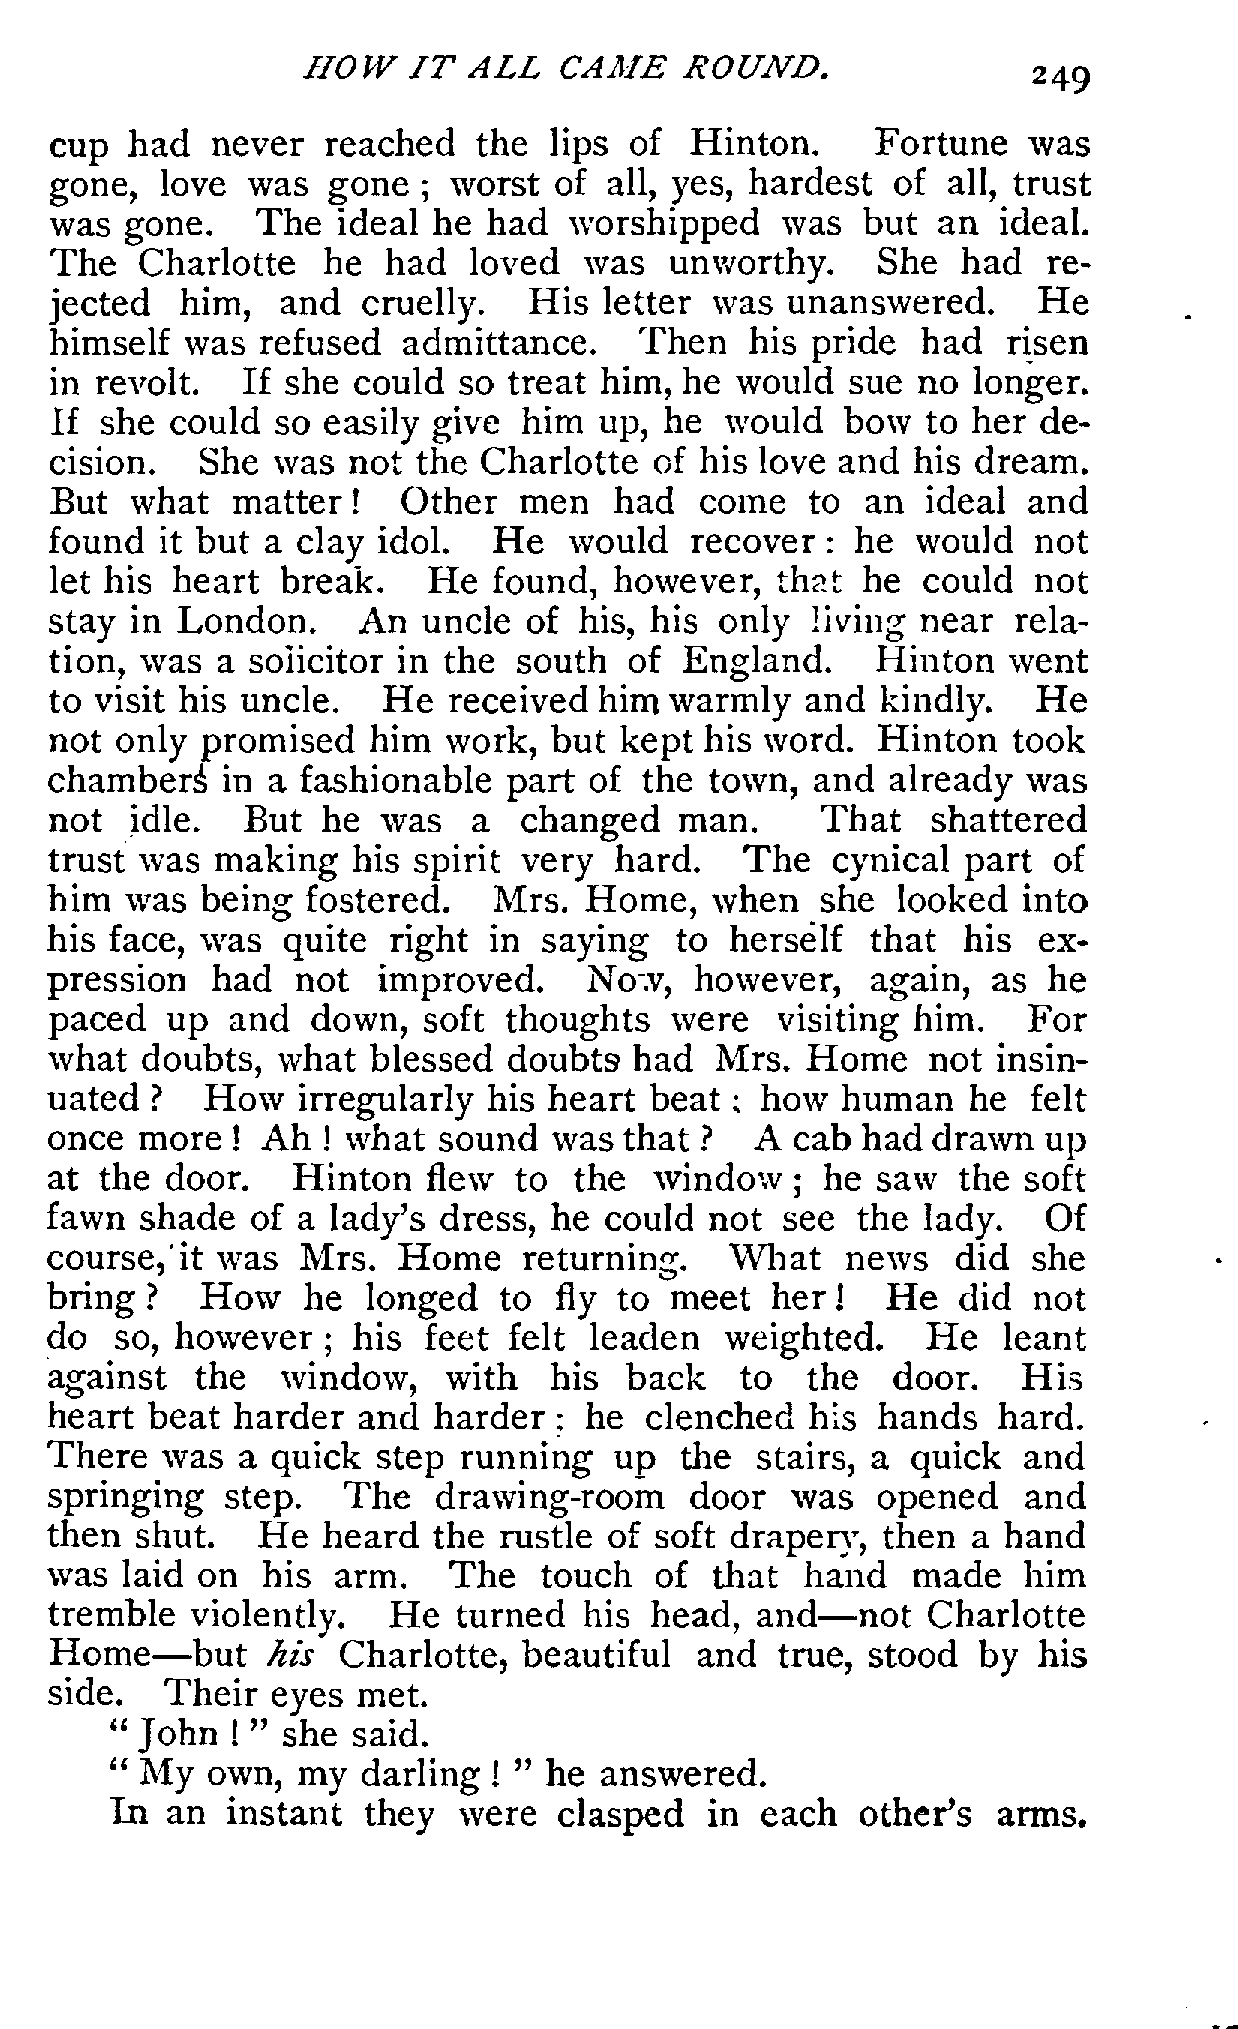 HOW IT ALL CAME ROUND. 249
cup had never reached the lips of Hinton. Fortune was
gone, love was gone ; worst of all, yes, hardest of all, trust
was gone. The ideal he had worshipped was but an ideal.
The Charlotte he had loved was unworthy. She had re-
jected him, and cruelly. His letter was unanswered. He
himself was refused admittance. Then his pride had risen
in revolt. If she could so treat him, he would sue no longer.
If she could so easily give him up, he would bow to her de-
cision. She was not the Charlotte of his love and his dream.
But what matter ! Other men had come to an ideal and
found it but a clay idol. He would recover : he would not
let his heart break. He found, however, that he could not
stay in London. An uncle of his, his only living near rela-
tion, was a solicitor in the south of England. Hinton went
to visit his uncle. He received him warmly and kindly. He
not only promised him work, but kept his word. Hinton took
chambers in a fashionable part of the town, and already was
not idle. But he was a changed man. That shattered
trust was making his spirit very hard. The cynical part of
him was being fostered. Mrs. Home, when she looked into
his face, was quite right in saying to herself that his ex-
pression had not improved. Now, however, again, as he
paced up and down, soft thoughts were visiting him. For
what doubts, what blessed doubts had Mrs. Home not insin-
uated ? How irregularly his heart beat ; how human he felt
once more ! Ah ! what sound was that ? A cab had drawn up
at the door. Hinton flew to the window ; he saw the soft
fawn shade of a lady's dress, he could not see the lady. Of
course, it was Mrs. Home returning. What news did she
bring ? How he longed to fly to meet her ! He did not
do so, however ; his feet felt leaden weighted. He leant
against the window, with his back to the door. His
heart beat harder and harder ; he clenched his hands hard.
There was a quick step running up the stairs, a quick and
springing step. The drawing-room door was opened and
then shut. He heard the rustle of soft drapery, then a hand
was laid on his arm. The touch of that hand made him
tremble violently. He turned his head, and—not Charlotte
Home—but his Charlotte, beautiful and true, stood by his
side. Their eyes met.
" John ! " she said.
" My own, my darling ! " he answered.
In an instant they were clasped in each other's arms.